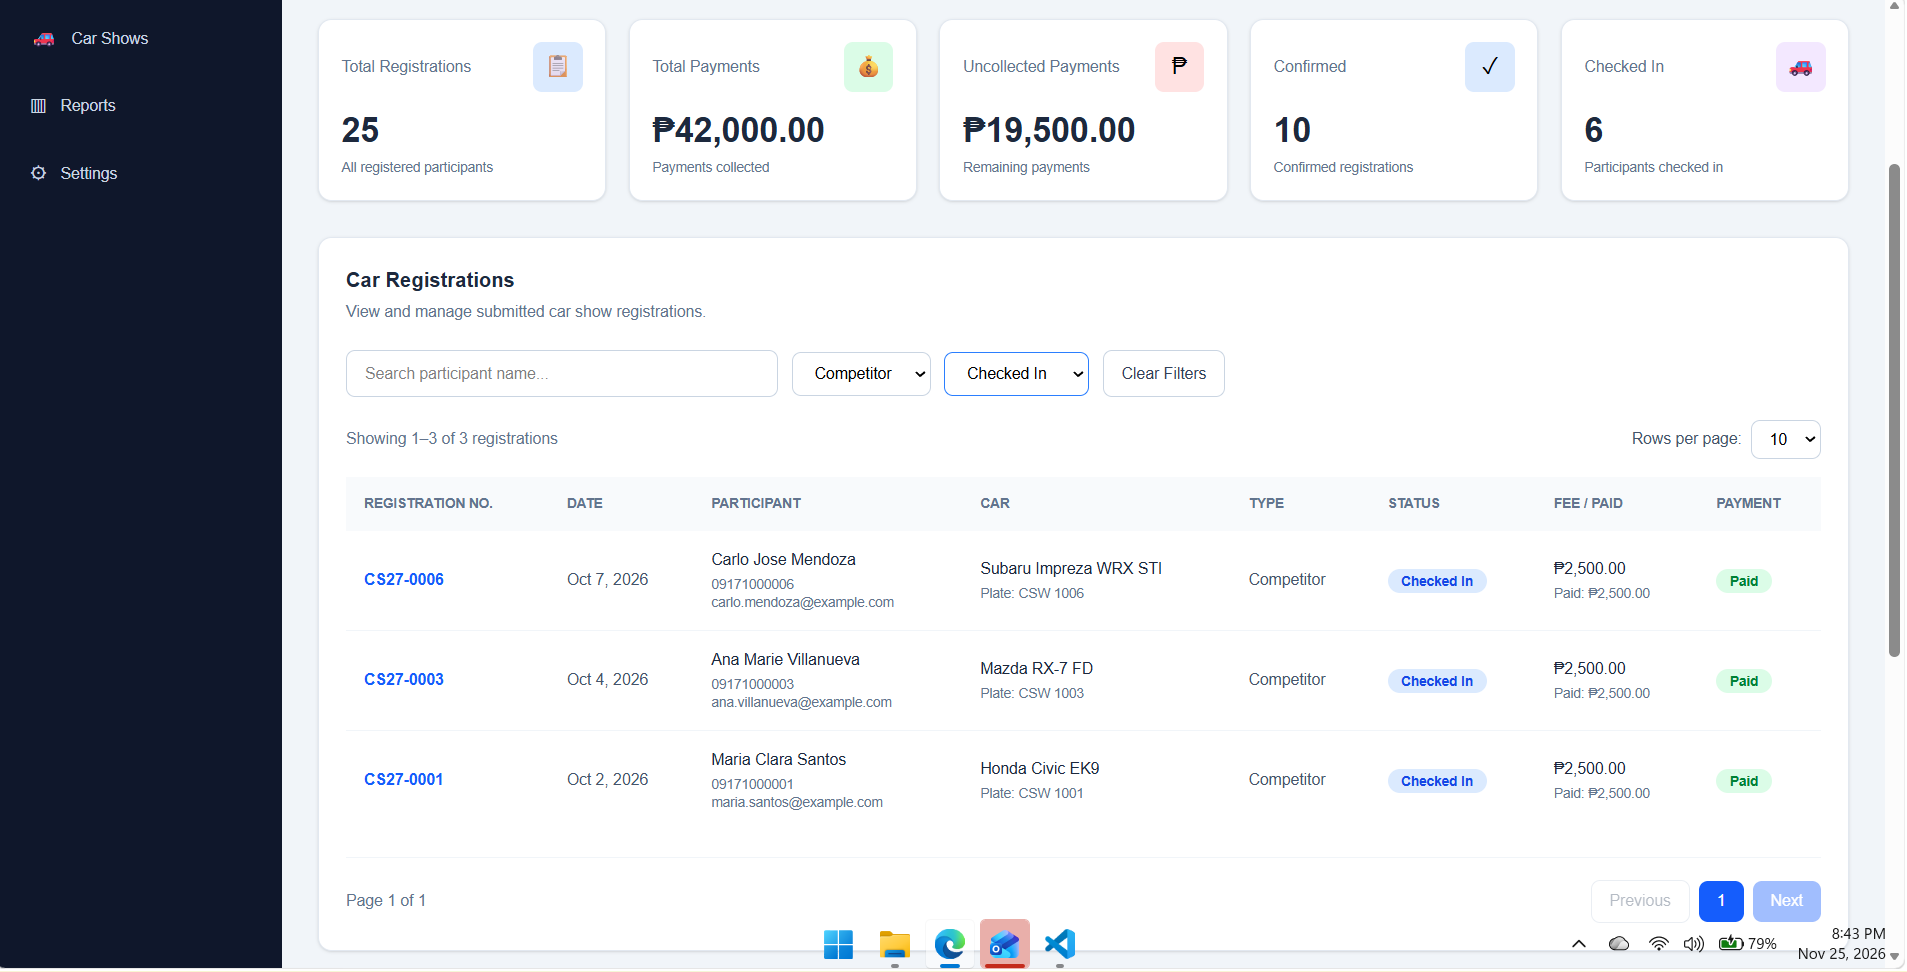 Car Shows
Reports
Settings
Total Registrations
25
All registered participants
Total Payments
₱42,000.00
Payments collected
Uncollected Payments
₱
₱19,500.00
Remaining payments
Confirmed
✓
10
Confirmed registrations
Checked In
6
Participants checked in
Car Registrations
View and manage submitted car show registrations.
Search participant name...
Competitor
Checked In
Clear Filters
Showing 1–3 of 3 registrations
Rows per page: 10
REGISTRATION NO. DATE PARTICIPANT CAR TYPE STATUS FEE / PAID PAYMENT
CS27-0006
Oct 7, 2026
Carlo Jose Mendoza
09171000006
carlo.mendoza@example.com
Subaru Impreza WRX STI
Plate: CSW 1006
Competitor
Checked In
₱2,500.00
Paid: ₱2,500.00
Paid
CS27-0003
Oct 4, 2026
Ana Marie Villanueva
09171000003
ana.villanueva@example.com
Mazda RX-7 FD
Plate: CSW 1003
Competitor
Checked In
₱2,500.00
Paid: ₱2,500.00
Paid
CS27-0001
Oct 2, 2026
Maria Clara Santos
09171000001
maria.santos@example.com
Honda Civic EK9
Plate: CSW 1001
Competitor
Checked In
₱2,500.00
Paid: ₱2,500.00
Paid
Page 1 of 1
Previous
1
Next
79%
8:43 PM
Nov 25, 2026